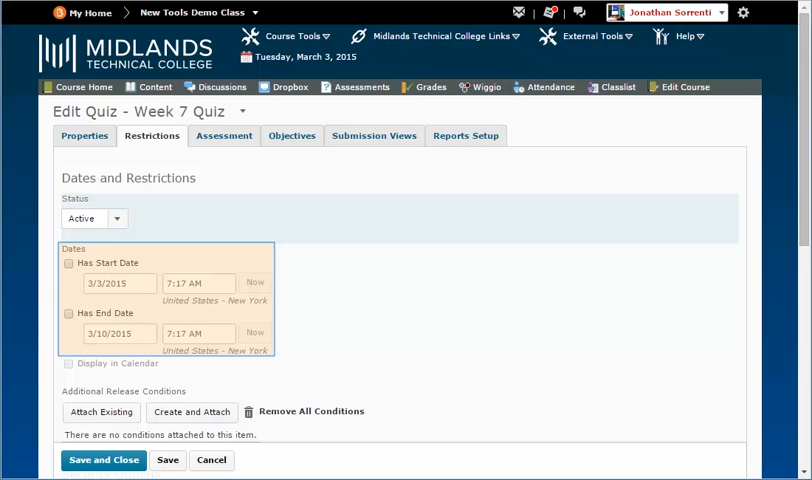 My Home
New Tools Demo Class
Jonathan Sorrenti
MIDLANDS
TECHNICAL COLLEGE
Course Tools
Midlands Technical College Links
External Tools
Help
Tuesday, March 3, 2015
Course Home
Content
Discussions
Dropbox
Assessments
Grades
Wiggio
Attendance
Classlist
Edit Course
Edit Quiz - Week 7 Quiz
Properties
Restrictions
Assessment
Objectives
Submission Views
Reports Setup
Dates and Restrictions
Status
Active
Dates
Has Start Date
3/3/2015
7:17 AM
Now
United States - New York
Has End Date
3/10/2015
7:17 AM
Now
United States - New York
Display in Calendar
Additional Release Conditions
Attach Existing
Create and Attach
Remove All Conditions
There are no conditions attached to this item.
Save and Close
Save
Cancel